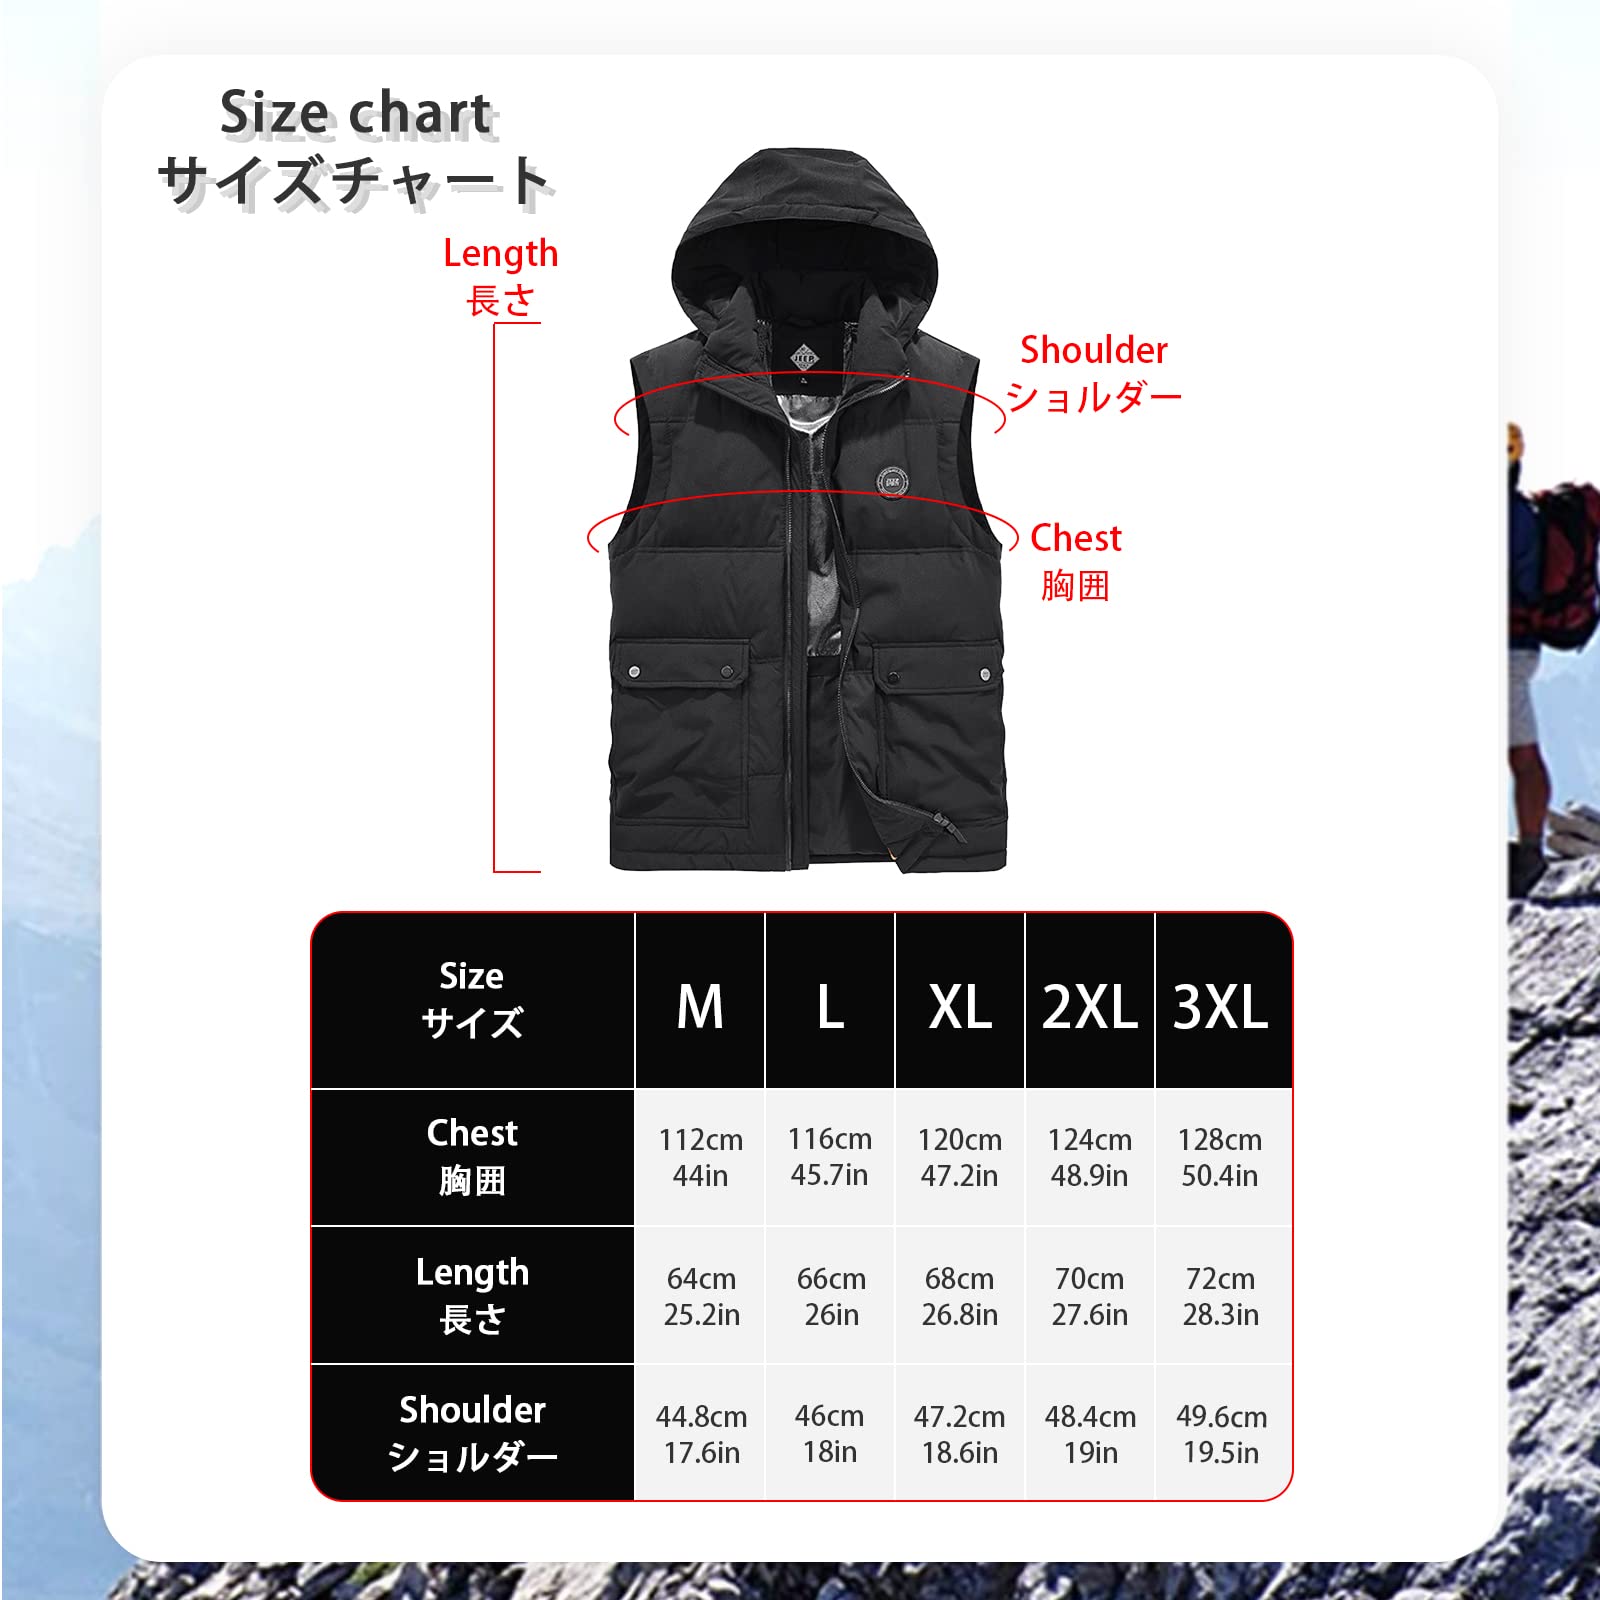 Size chart
サイズチャート
Length
長さ
JEEP
Shoulder
ショルダー
Chest
胸囲
Size
サイズ
M
L
XL
2XL
3XL
Chest
胸囲
112cm
44in
116cm
45.7in
120cm
47.2in
124cm
48.9in
128cm
50.4in
Length
長さ
64cm
25.2in
66cm
26in
68cm
26.8in
70cm
27.6in
72cm
28.3in
Shoulder
ショルダー
44.8cm
17.6in
46cm
18in
47.2cm
18.6in
48.4cm
19in
49.6cm
19.5in